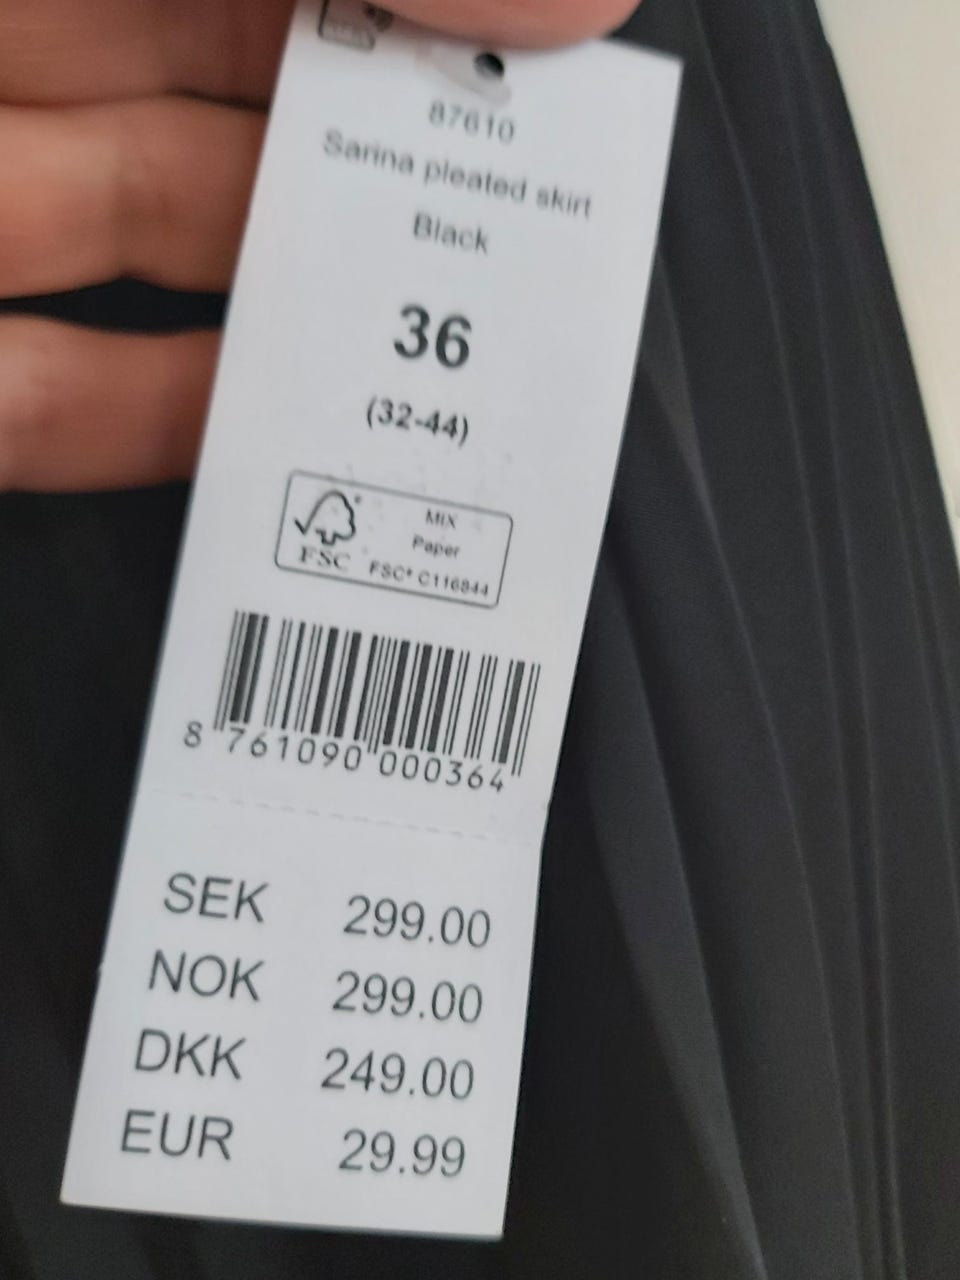 87610
Sarina pleated skirt
Black
36
(32-44)
MIX
Paper
FSC
FSC® C116844
8 761090 000364
SEK 299.00
NOK 299.00
DKK 249.00
EUR 29.99